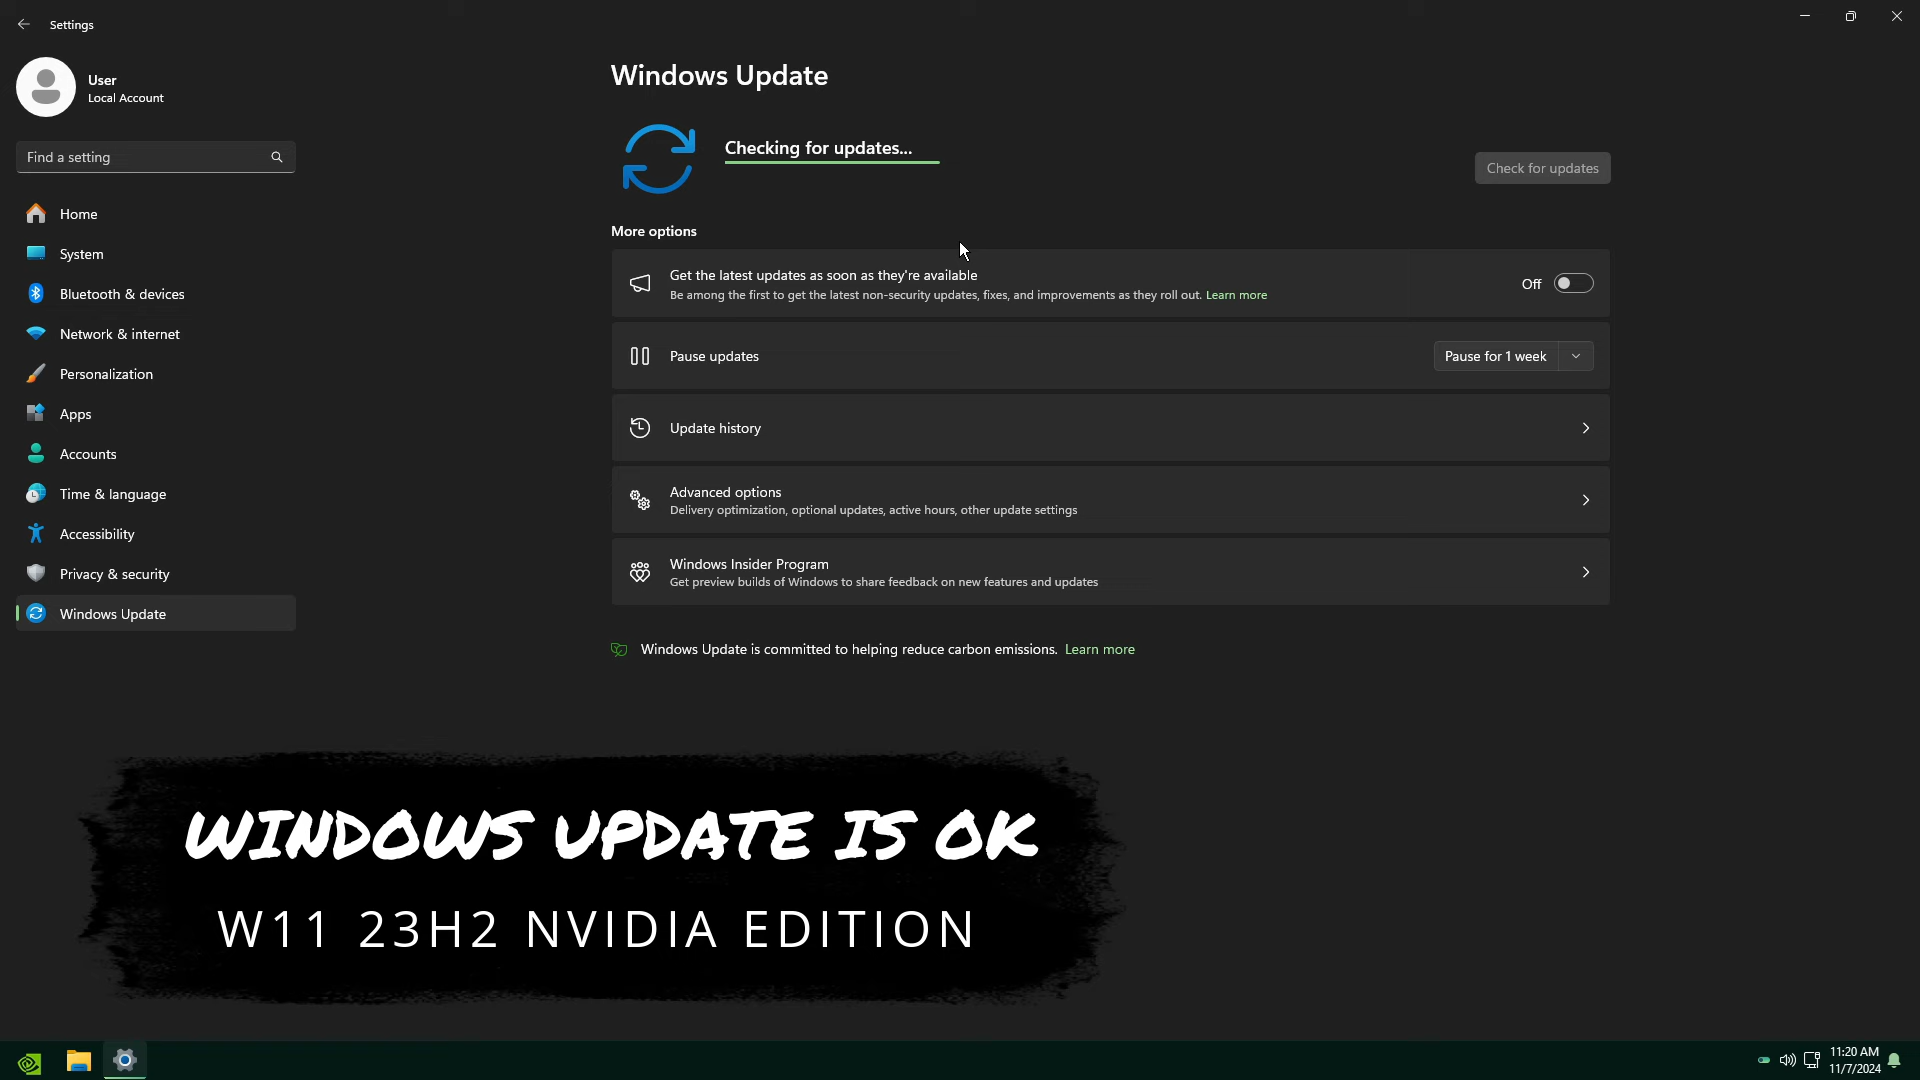 Settings
User
Local Account
Find a setting
Home
System
Bluetooth & devices
Network & internet
Personalization
Apps
Accounts
Time & language
Accessibility
Privacy & security
Windows Update
Windows Update
Checking for updates...
Check for updates
More options
Get the latest updates as soon as they're available
Be among the first to get the latest non-security updates, fixes, and improvements as they roll out. Learn more
Off
Pause updates
Pause for 1 week
Update history
Advanced options
Delivery optimization, optional updates, active hours, other update settings
Windows Insider Program
Get preview builds of Windows to share feedback on new features and updates
Windows Update is committed to helping reduce carbon emissions. Learn more
WINDOWS UPDATE IS OK
W11 23H2 NVIDIA EDITION
11:20 AM
11/7/2024